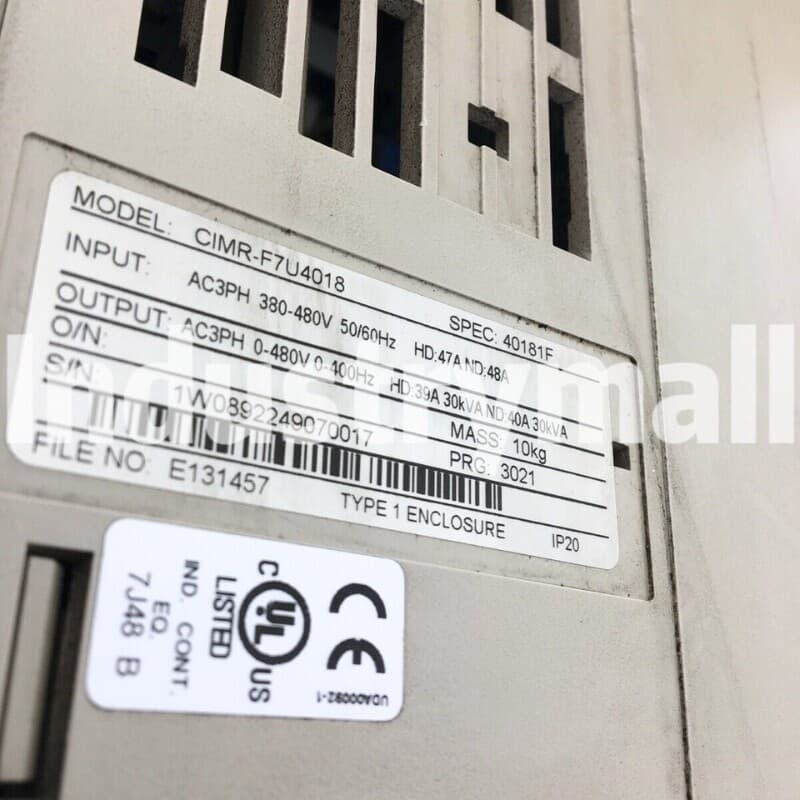 MODEL: CIMR-F7U4018 SPEC: 40181F
INPUT: AC3PH 380-480V 50/60Hz HD:47A ND:48A
OUTPUT: AC3PH 0-480V 0-400Hz HD:39A 30kVA ND:40A 30kVA
O/N: MASS: 10kg
S/N: 1W0892249070017 PRG: 3021
FILE NO: E131457 TYPE 1 ENCLOSURE IP20
Industrymall
C UL US
LISTED
IND. CONT.
EQ.
7J48 B
CE
UDA00092-1